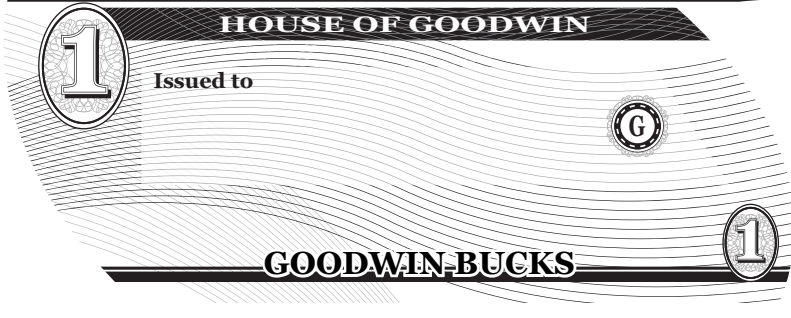 HOUSE OF GOODWIN
1
Issued to
G
1
GOODWIN BUCKS